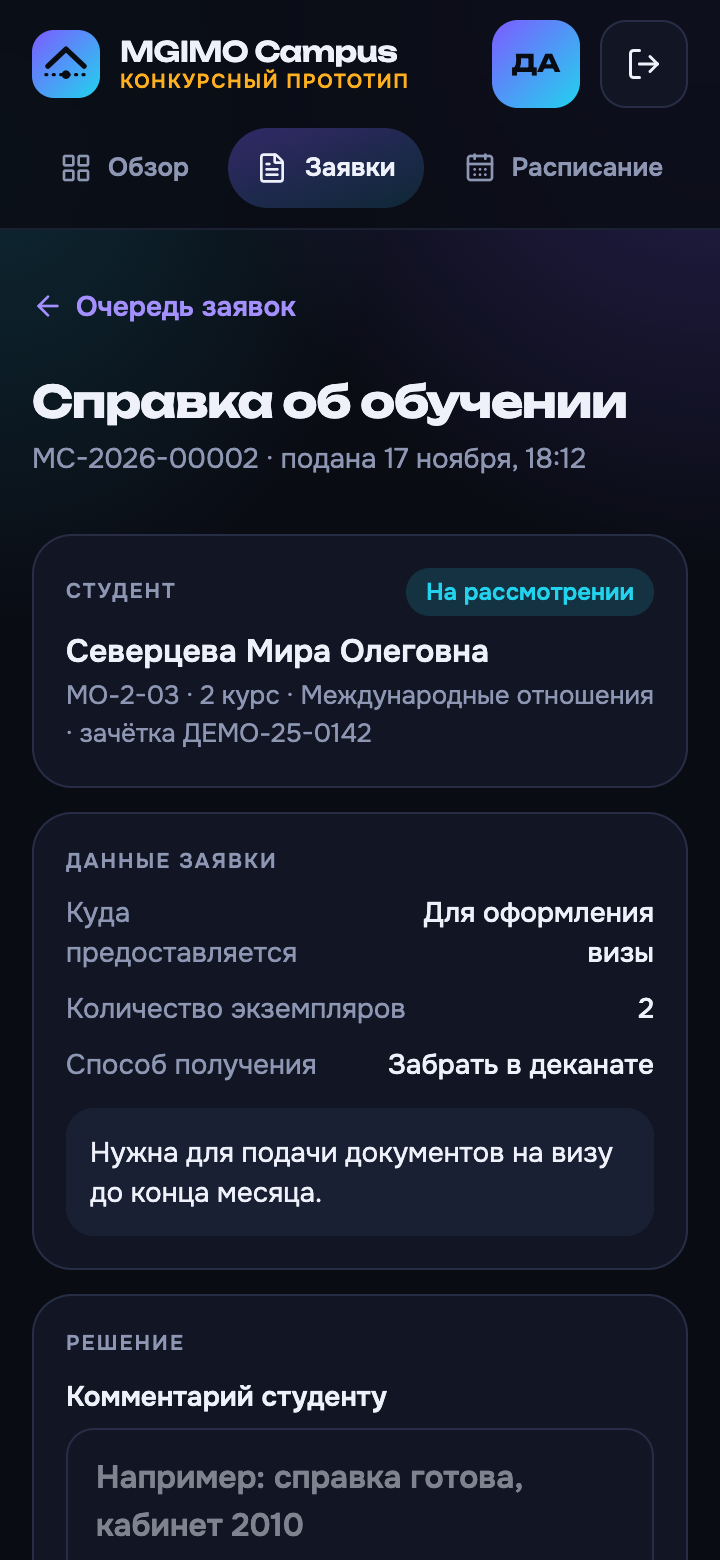 MGIMO Campus
КОНКУРСНЫЙ ПРОТОТИП
ДА
Обзор
Заявки
Расписание
Очередь заявок
Справка об обучении
МС-2026-00002 · подана 17 ноября, 18:12
СТУДЕНТ
На рассмотрении
Северцева Мира Олеговна
МО-2-03 · 2 курс · Международные отношения
· зачётка ДЕМО-25-0142
ДАННЫЕ ЗАЯВКИ
Куда
предоставляется
Для оформления
визы
Количество экземпляров
2
Способ получения
Забрать в деканате
Нужна для подачи документов на визу
до конца месяца.
РЕШЕНИЕ
Комментарий студенту
Например: справка готова,
кабинет 2010